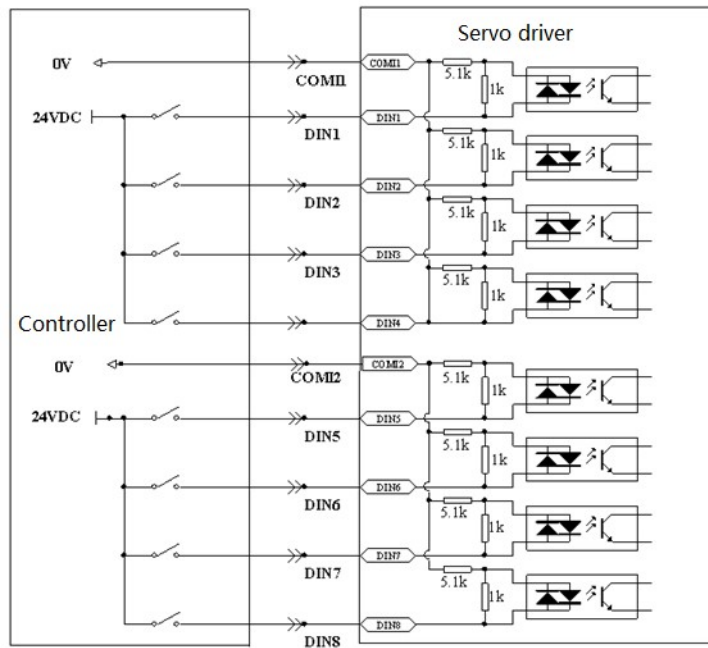 Servo driver
0V
COMI1
COMI1
5.1k
1k
24VDC
DIN1
DIN1
5.1k
1k
DIN2
DIN2
5.1k
1k
DIN3
DIN3
5.1k
1k
DIN4
Controller
0V
COMI2
COMI2
5.1k
1k
24VDC
DIN5
DIN5
5.1k
1k
DIN6
DIN6
5.1k
1k
DIN7
DIN7
5.1k
1k
DIN8
DIN8